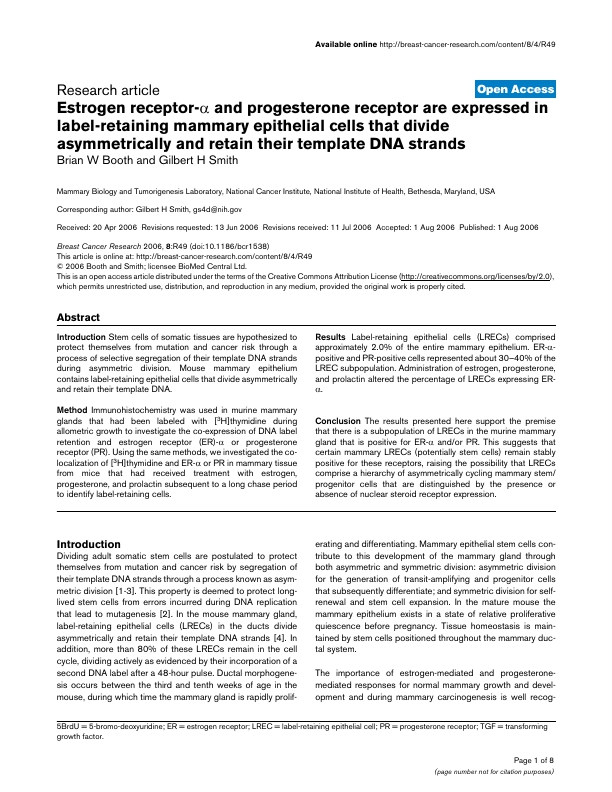 Available online http://breast-cancer-research.com/content/8/4/R49
Research article
Open Access
Estrogen receptor-α and progesterone receptor are expressed in
label-retaining mammary epithelial cells that divide
asymmetrically and retain their template DNA strands
Brian W Booth and Gilbert H Smith
Mammary Biology and Tumorigenesis Laboratory, National Cancer Institute, National Institute of Health, Bethesda, Maryland, USA
Corresponding author: Gilbert H Smith, gs4d@nih.gov
Received: 20 Apr 2006 Revisions requested: 13 Jun 2006 Revisions received: 11 Jul 2006 Accepted: 1 Aug 2006 Published: 1 Aug 2006
Breast Cancer Research 2006, 8:R49 (doi:10.1186/bcr1538)
This article is online at: http://breast-cancer-research.com/content/8/4/R49
© 2006 Booth and Smith; licensee BioMed Central Ltd.
This is an open access article distributed under the terms of the Creative Commons Attribution License (http://creativecommons.org/licenses/by/2.0),
which permits unrestricted use, distribution, and reproduction in any medium, provided the original work is properly cited.
Abstract
Introduction Stem cells of somatic tissues are hypothesized to
protect themselves from mutation and cancer risk through a
process of selective segregation of their template DNA strands
during asymmetric division. Mouse mammary epithelium
contains label-retaining epithelial cells that divide asymmetrically
and retain their template DNA.
Method Immunohistochemistry was used in murine mammary
glands that had been labeled with [³H]thymidine during
allometric growth to investigate the co-expression of DNA label
retention and estrogen receptor (ER)-α or progesterone
receptor (PR). Using the same methods, we investigated the co-
localization of [³H]thymidine and ER-α or PR in mammary tissue
from mice that had received treatment with estrogen,
progesterone, and prolactin subsequent to a long chase period
to identify label-retaining cells.
Results Label-retaining epithelial cells (LRECs) comprised
approximately 2.0% of the entire mammary epithelium. ER-α-
positive and PR-positive cells represented about 30–40% of the
LREC subpopulation. Administration of estrogen, progesterone,
and prolactin altered the percentage of LRECs expressing ER-
α.
Conclusion The results presented here support the premise
that there is a subpopulation of LRECs in the murine mammary
gland that is positive for ER-α and/or PR. This suggests that
certain mammary LRECs (potentially stem cells) remain stably
positive for these receptors, raising the possibility that LRECs
comprise a hierarchy of asymmetrically cycling mammary stem/
progenitor cells that are distinguished by the presence or
absence of nuclear steroid receptor expression.
Introduction
Dividing adult somatic stem cells are postulated to protect
themselves from mutation and cancer risk by segregation of
their template DNA strands through a process known as asym-
metric division [1-3]. This property is deemed to protect long-
lived stem cells from errors incurred during DNA replication
that lead to mutagenesis [2]. In the mouse mammary gland,
label-retaining epithelial cells (LRECs) in the ducts divide
asymmetrically and retain their template DNA strands [4]. In
addition, more than 80% of these LRECs remain in the cell
cycle, dividing actively as evidenced by their incorporation of a
second DNA label after a 48-hour pulse. Ductal morphogene-
sis occurs between the third and tenth weeks of age in the
mouse, during which time the mammary gland is rapidly prolif-
erating and differentiating. Mammary epithelial stem cells con-
tribute to this development of the mammary gland through
both asymmetric and symmetric division: asymmetric division
for the generation of transit-amplifying and progenitor cells
that subsequently differentiate; and symmetric division for self-
renewal and stem cell expansion. In the mature mouse the
mammary epithelium exists in a state of relative proliferative
quiescence before pregnancy. Tissue homeostasis is main-
tained by stem cells positioned throughout the mammary duc-
tal system.
The importance of estrogen-mediated and progesterone-
mediated responses for normal mammary growth and devel-
opment and during mammary carcinogenesis is well recog-
5BrdU = 5-bromo-deoxyuridine; ER = estrogen receptor; LREC = label-retaining epithelial cell; PR = progesterone receptor; TGF = transforming
growth factor.
Page 1 of 8
(page number not for citation purposes)